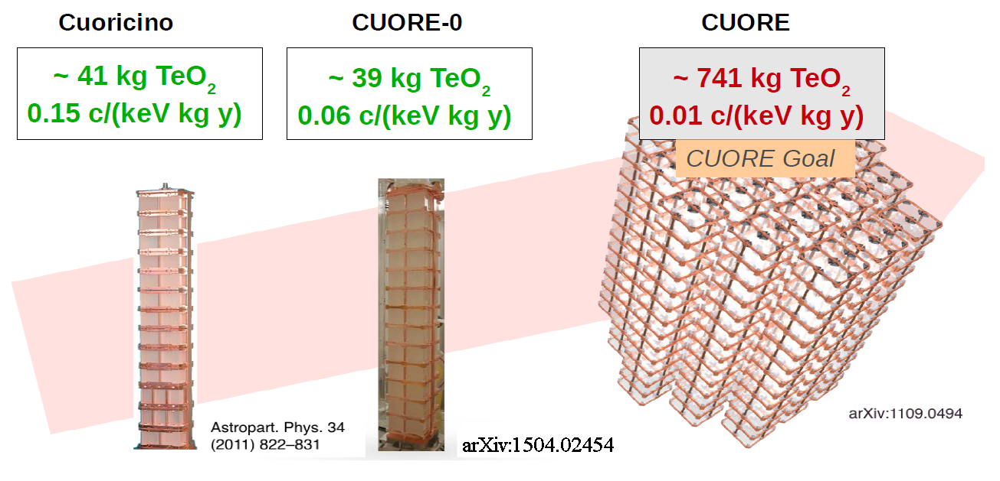 Cuoricino
~ 41 kg TeO2
0.15 c/(keV kg y)
CUORE-0
~ 39 kg TeO2
0.06 c/(keV kg y)
CUORE
~ 741 kg TeO2
0.01 c/(keV kg y)
CUORE Goal
Astropart. Phys. 34
(2011) 822–831
arXiv:1504.02454
arXiv:1109.0494